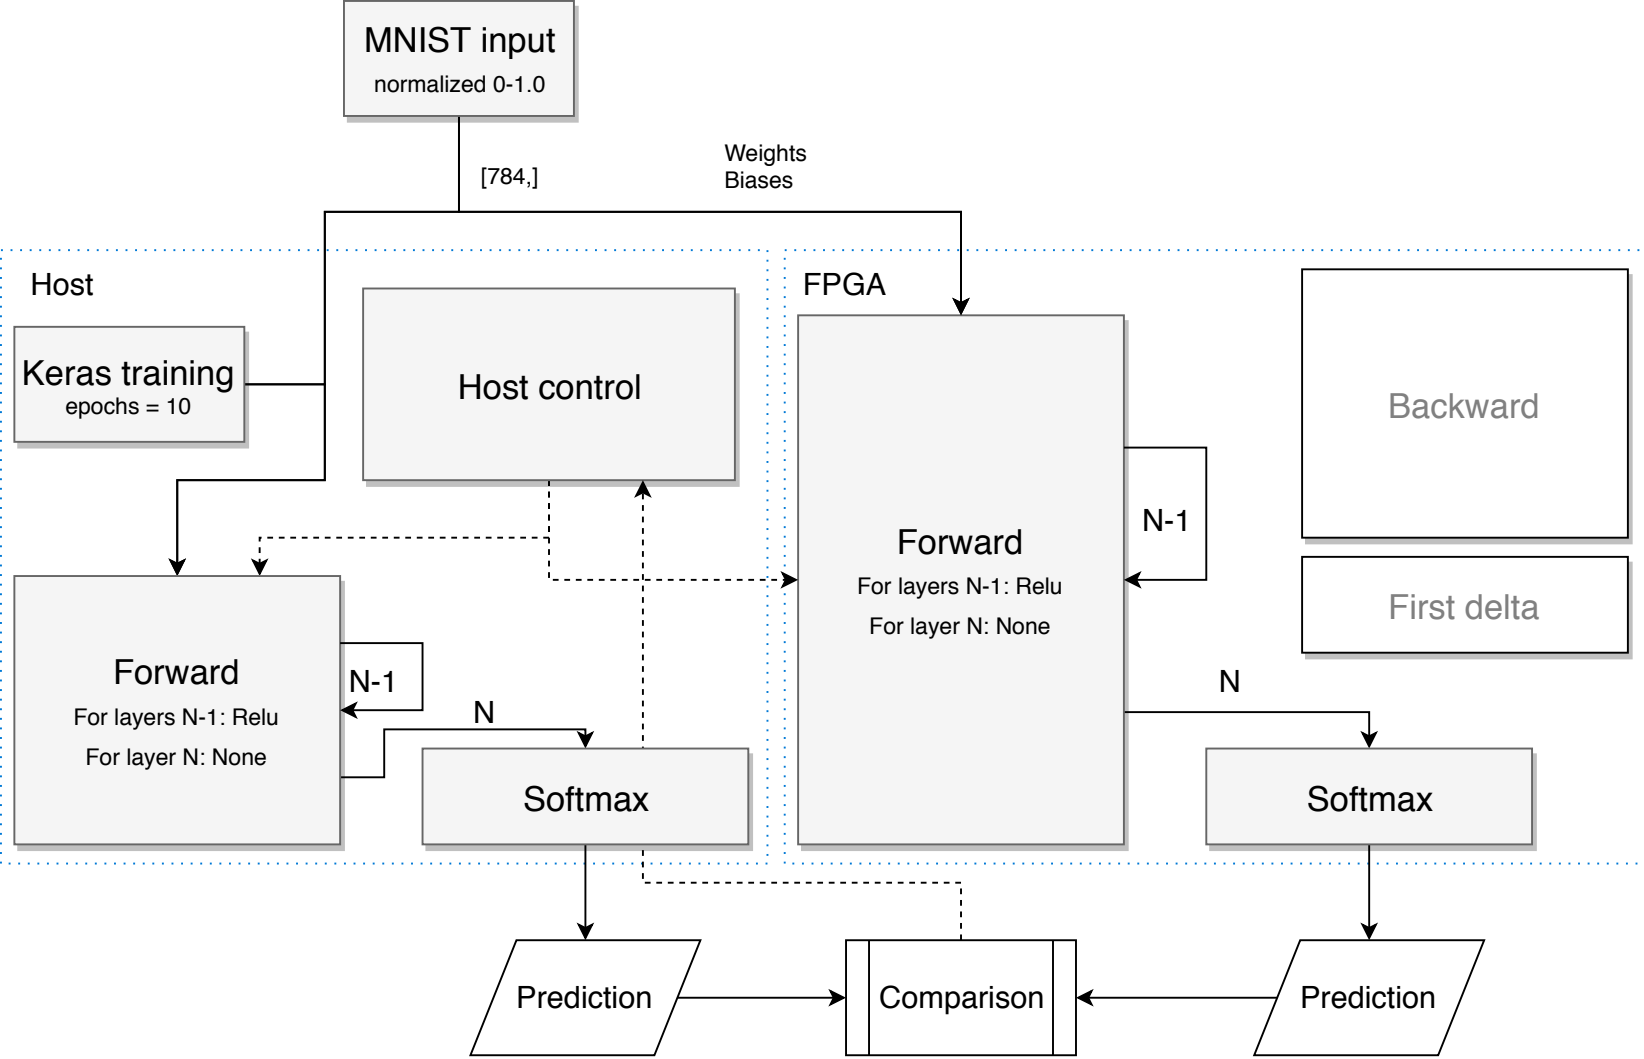 MNIST input
normalized 0-1.0
[784,]
Weights
Biases
Host
Keras training
epochs = 10
Host control
Forward
For layers N-1: Relu
For layer N: None
N-1
N
Softmax
FPGA
Forward
For layers N-1: Relu
For layer N: None
N-1
N
Backward
First delta
Softmax
Prediction
Comparison
Prediction